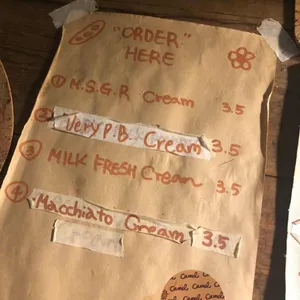 "ORDER"
HERE
① M.S.G.R Cream 3.5
② Very P.B. Cream 3.5
③ MILK FRESH Cream 3.5
④ Macchiato Cream 3.5